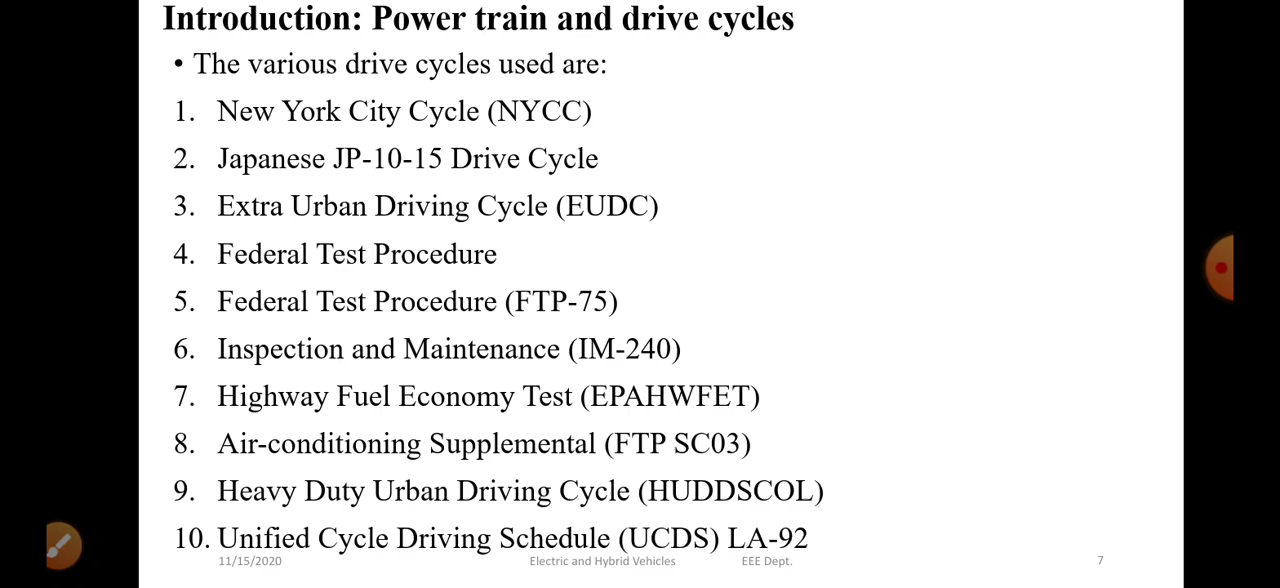 Introduction: Power train and drive cycles
• The various drive cycles used are:
1. New York City Cycle (NYCC)
2. Japanese JP-10-15 Drive Cycle
3. Extra Urban Driving Cycle (EUDC)
4. Federal Test Procedure
5. Federal Test Procedure (FTP-75)
6. Inspection and Maintenance (IM-240)
7. Highway Fuel Economy Test (EPAHWFET)
8. Air-conditioning Supplemental (FTP SC03)
9. Heavy Duty Urban Driving Cycle (HUDDSCOL)
10. Unified Cycle Driving Schedule (UCDS) LA-92
11/15/2020 Electric and Hybrid Vehicles EEE Dept. 7